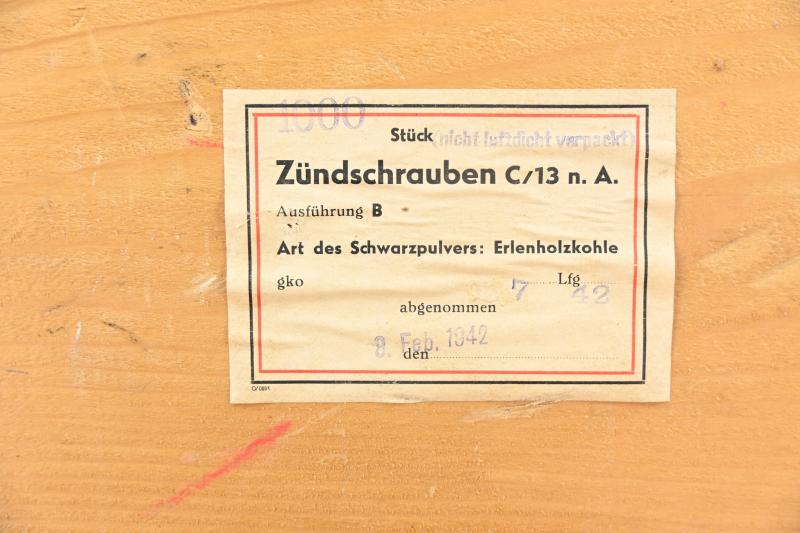 1000
Stück (nicht luftdicht verpackt)
Zündschrauben C/13 n. A.
Ausführung B
Art des Schwarzpulvers: Erlenholzkohle
gko 7 Lfg 42
abgenommen
den 9. Feb. 1942